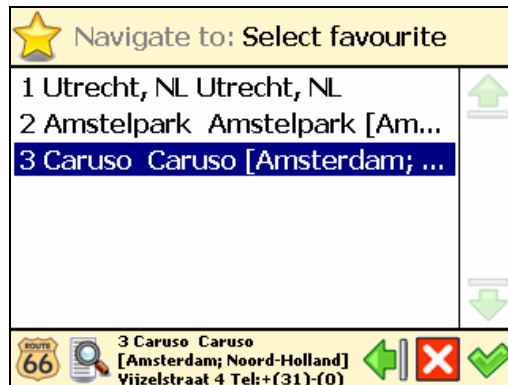 Navigate to: Select favourite
1 Utrecht, NL Utrecht, NL
2 Amstelpark Amstelpark [Am...
3 Caruso Caruso [Amsterdam; ...
ROUTE
66
3 Caruso Caruso
[Amsterdam; Noord-Holland]
Vijzelstraat 4 Tel:+(31)-(0)